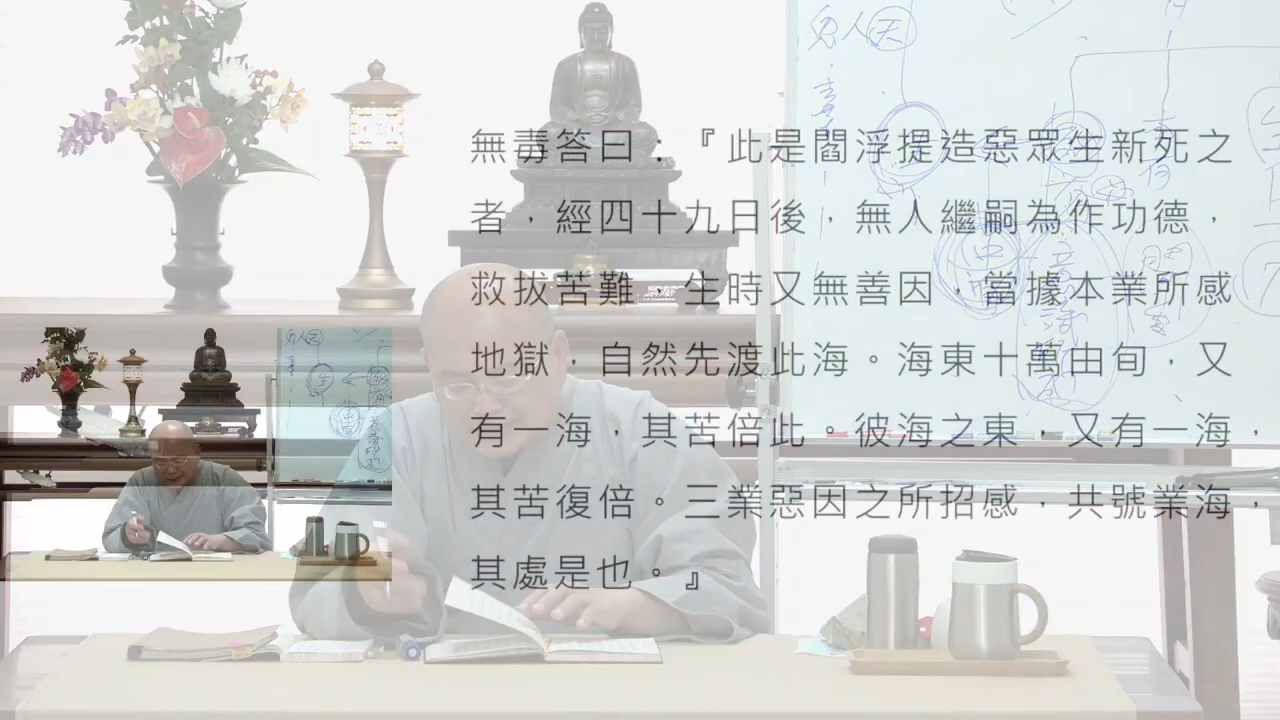 無毒答曰：『此是閻浮提造惡眾生新死之
者，經四十九日後，無人繼嗣為作功德，
救拔苦難，生時又無善因，當據本業所感
地獄，自然先渡此海。海東十萬由旬，又
有一海，其苦倍此。彼海之東，又有一海，
其苦復倍。三業惡因之所招感，共號業海，
其處是也。』